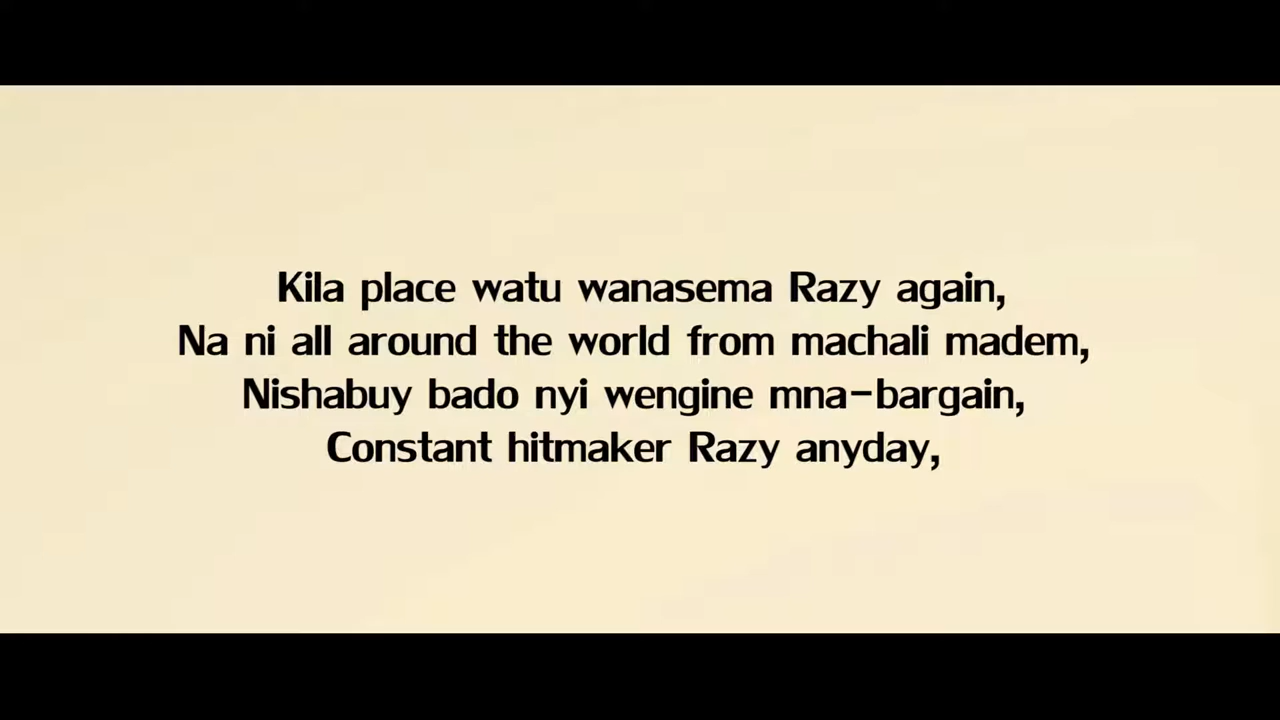 Kila place watu wanasema Razy again,
Na ni all around the world from machali madem,
Nishabuy bado nyi wengine mna-bargain,
Constant hitmaker Razy anyday,